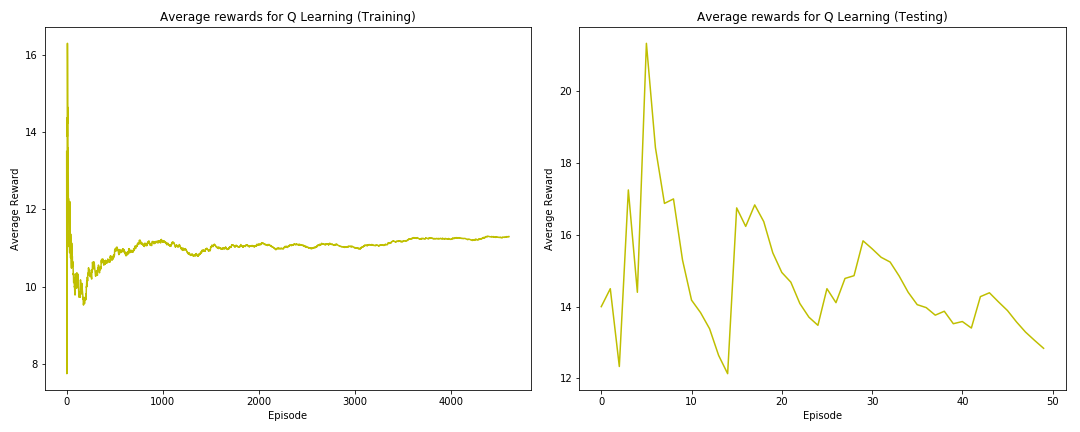 Average rewards for Q Learning (Training)
16
14
12
10
8
Average Reward
0 1000 2000 3000 4000
Episode
Average rewards for Q Learning (Testing)
20
18
16
14
12
Average Reward
0 10 20 30 40 50
Episode